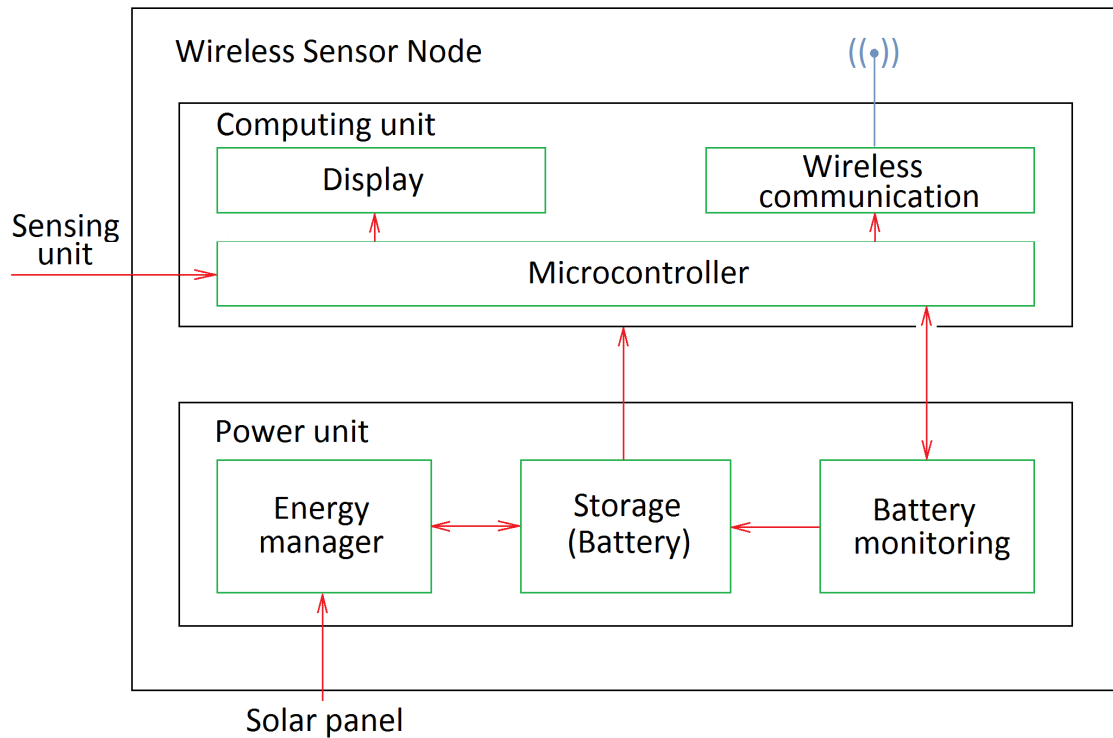 Wireless Sensor Node
Computing unit
Display
Wireless
communication
Sensing
unit
Microcontroller
Power unit
Energy
manager
Storage
(Battery)
Battery
monitoring
Solar panel